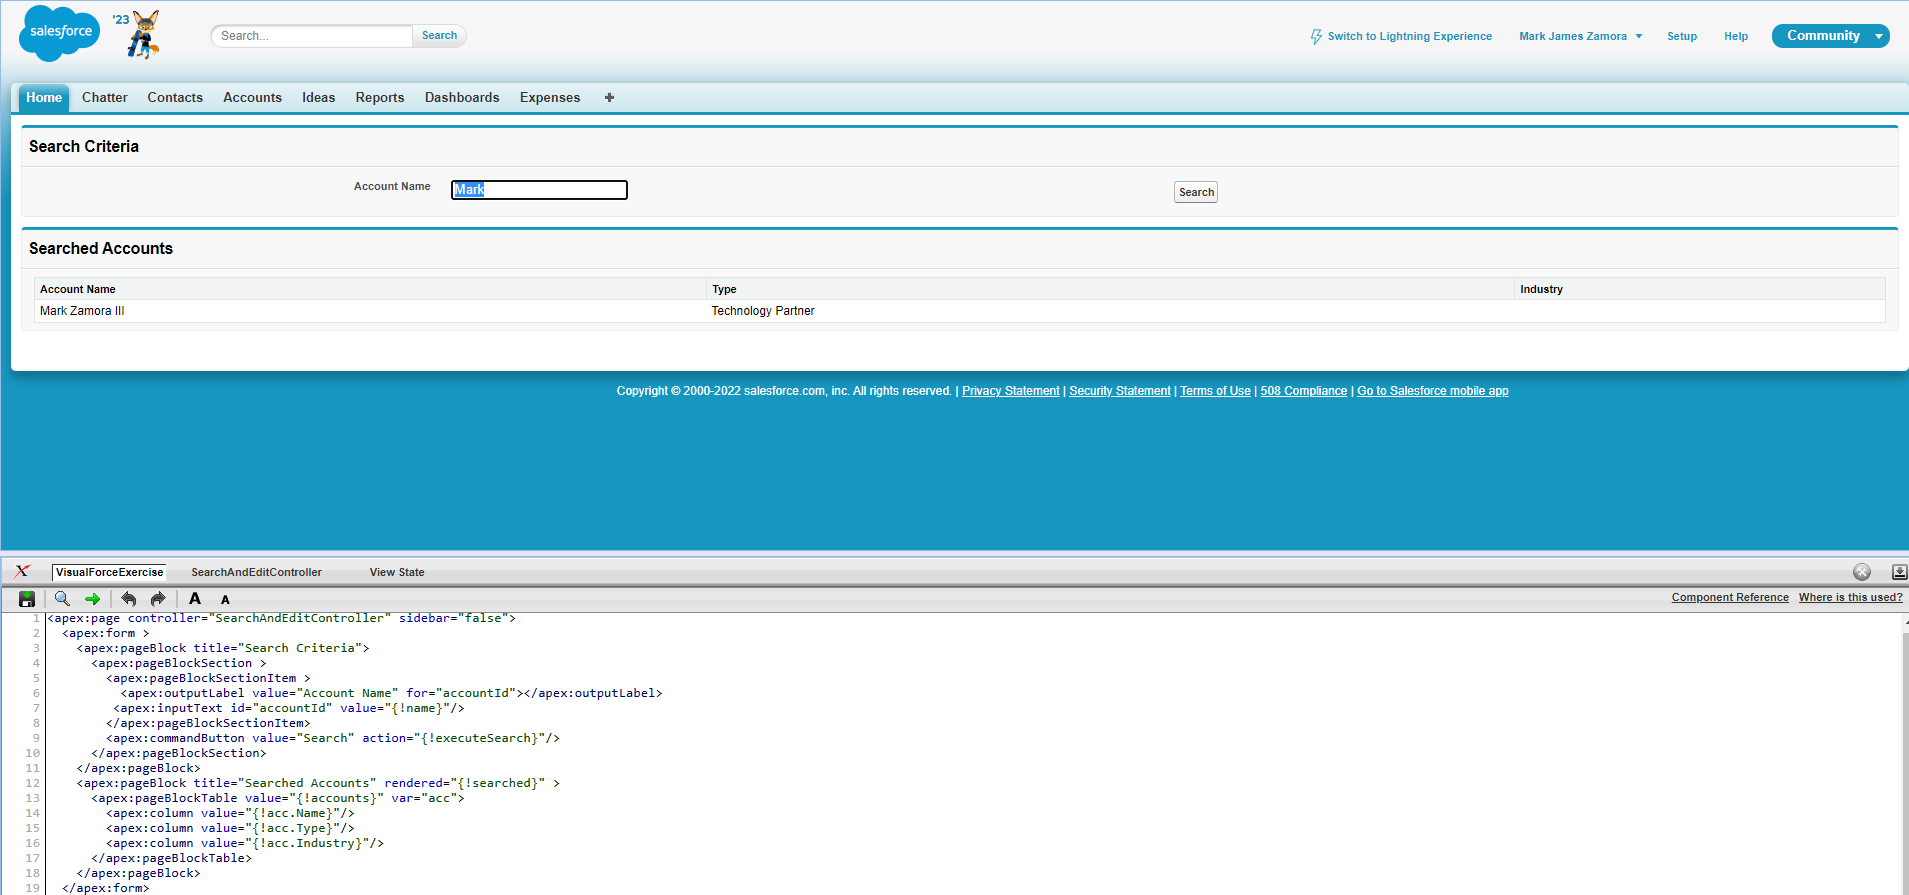 salesforce '23
Search... Search
Switch to Lightning Experience Mark James Zamora Setup Help Community
Home Chatter Contacts Accounts Ideas Reports Dashboards Expenses +
Search Criteria
Account Name Mark Search
Searched Accounts
Account Name Type Industry
Mark Zamora III Technology Partner
Copyright © 2000-2022 salesforce.com, inc. All rights reserved. | Privacy Statement | Security Statement | Terms of Use | 508 Compliance | Go to Salesforce mobile app
VisualForceExercise SearchAndEditController View State
A A Component Reference Where is this used?
1 <apex:page controller="SearchAndEditController" sidebar="false">
2 <apex:form >
3 <apex:pageBlock title="Search Criteria">
4 <apex:pageBlockSection >
5 <apex:pageBlockSectionItem >
6 <apex:outputLabel value="Account Name" for="accountId"></apex:outputLabel>
7 <apex:inputText id="accountId" value="{!name}"/>
8 </apex:pageBlockSectionItem>
9 <apex:commandButton value="Search" action="{!executeSearch}"/>
10 </apex:pageBlockSection>
11 </apex:pageBlock>
12 <apex:pageBlock title="Searched Accounts" rendered="{!searched}" >
13 <apex:pageBlockTable value="{!accounts}" var="acc">
14 <apex:column value="{!acc.Name}"/>
15 <apex:column value="{!acc.Type}"/>
16 <apex:column value="{!acc.Industry}"/>
17 </apex:pageBlockTable>
18 </apex:pageBlock>
19 </apex:form>